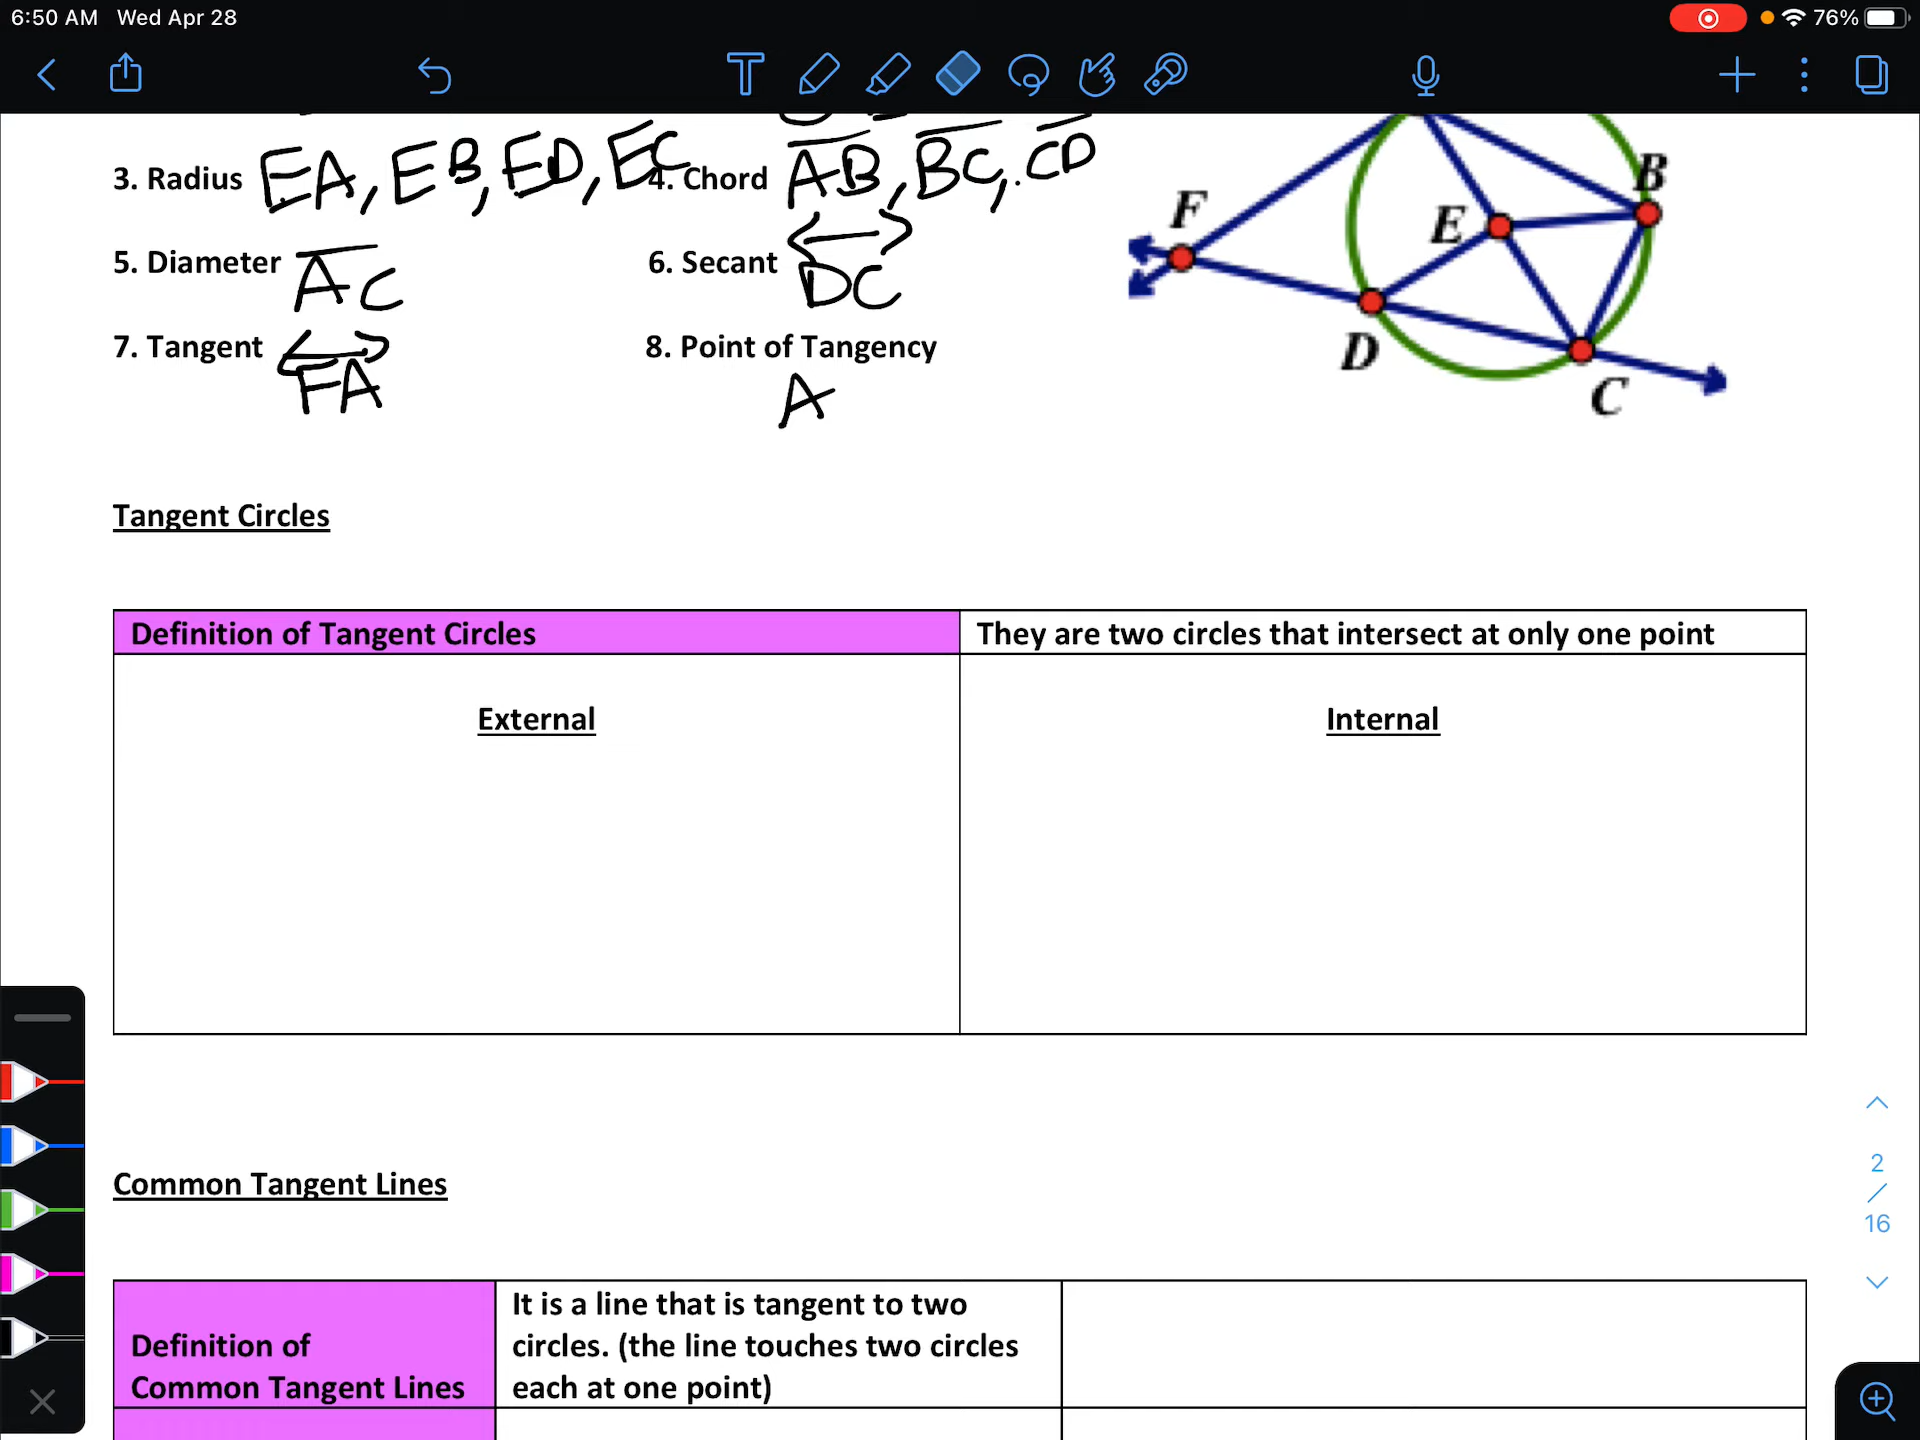 6:50 AM Wed Apr 28
76%
3. Radius EA, EB, ED, EC 4. Chord AB, BC, CD
5. Diameter AC 6. Secant DC
7. Tangent FA 8. Point of Tangency
A
F
E
B
D
C
Tangent Circles
Definition of Tangent Circles They are two circles that intersect at only one point
External Internal
Common Tangent Lines
Definition of
Common Tangent Lines
It is a line that is tangent to two
circles. (the line touches two circles
each at one point)
2
/
16